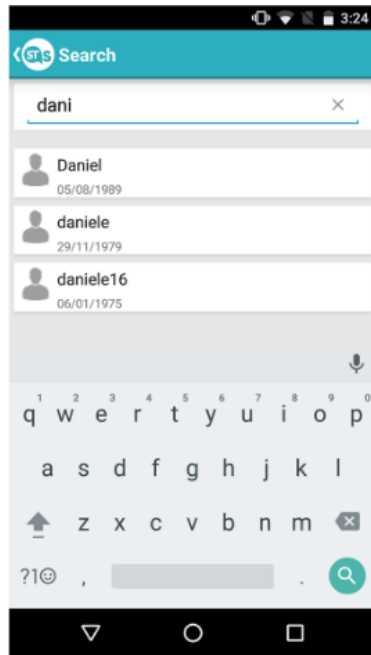 3:24
STS Search
dani
Daniel
05/08/1989
daniele
29/11/1979
daniele16
06/01/1975
1 2 3 4 5 6 7 8 9 0
q w e r t y u i o p
a s d f g h j k l
z x c v b n m
?1☺ , .